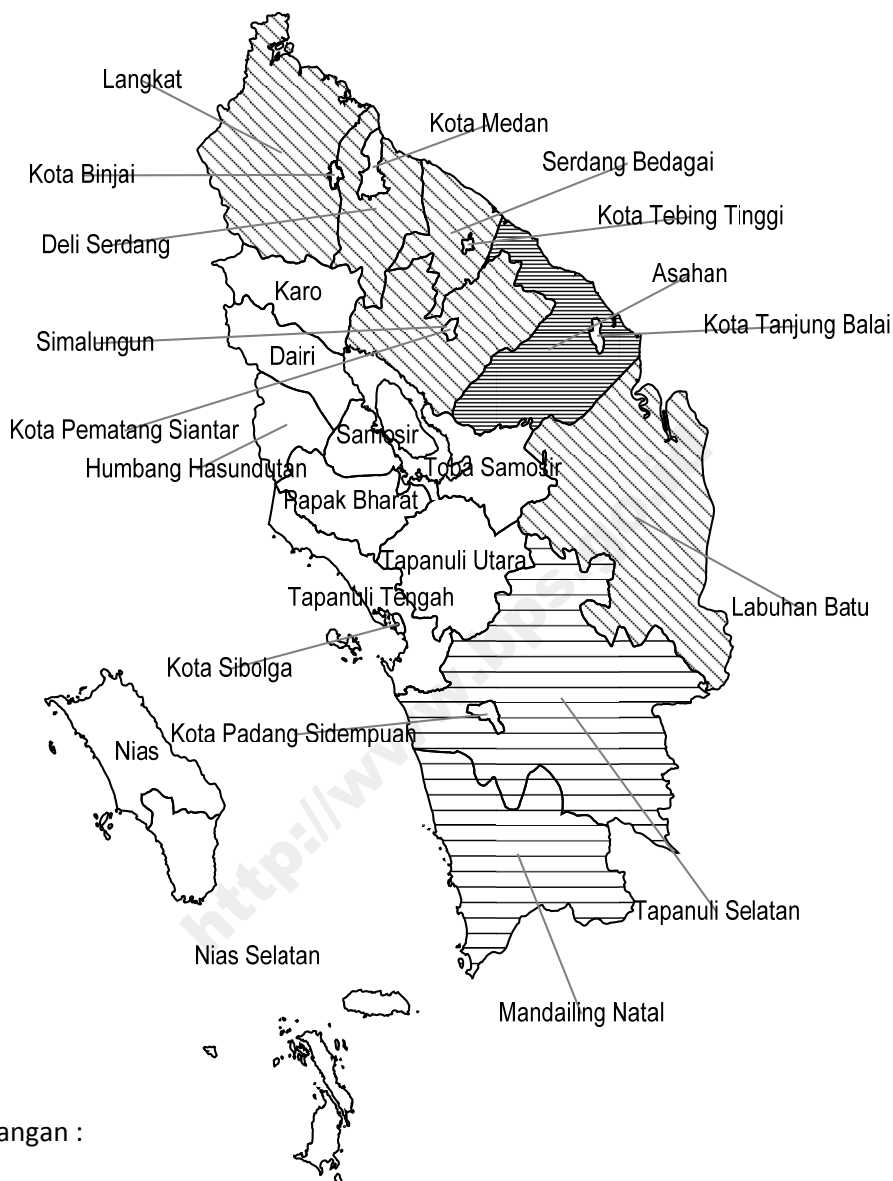 Langkat
Kota Medan
Kota Binjai
Serdang Bedagai
Kota Tebing Tinggi
Deli Serdang
Asahan
Karo
Kota Tanjung Balai
Simalungun
Dairi
Kota Pematang Siantar
Samosir
Humbang Hasundutan
Toba Samosir
Papak Bharat
Tapanuli Utara
Tapanuli Tengah
Labuhan Batu
Kota Sibolga
Kota Padang Sidempuah
Nias
Tapanuli Selatan
Nias Selatan
Mandailing Natal
angan :